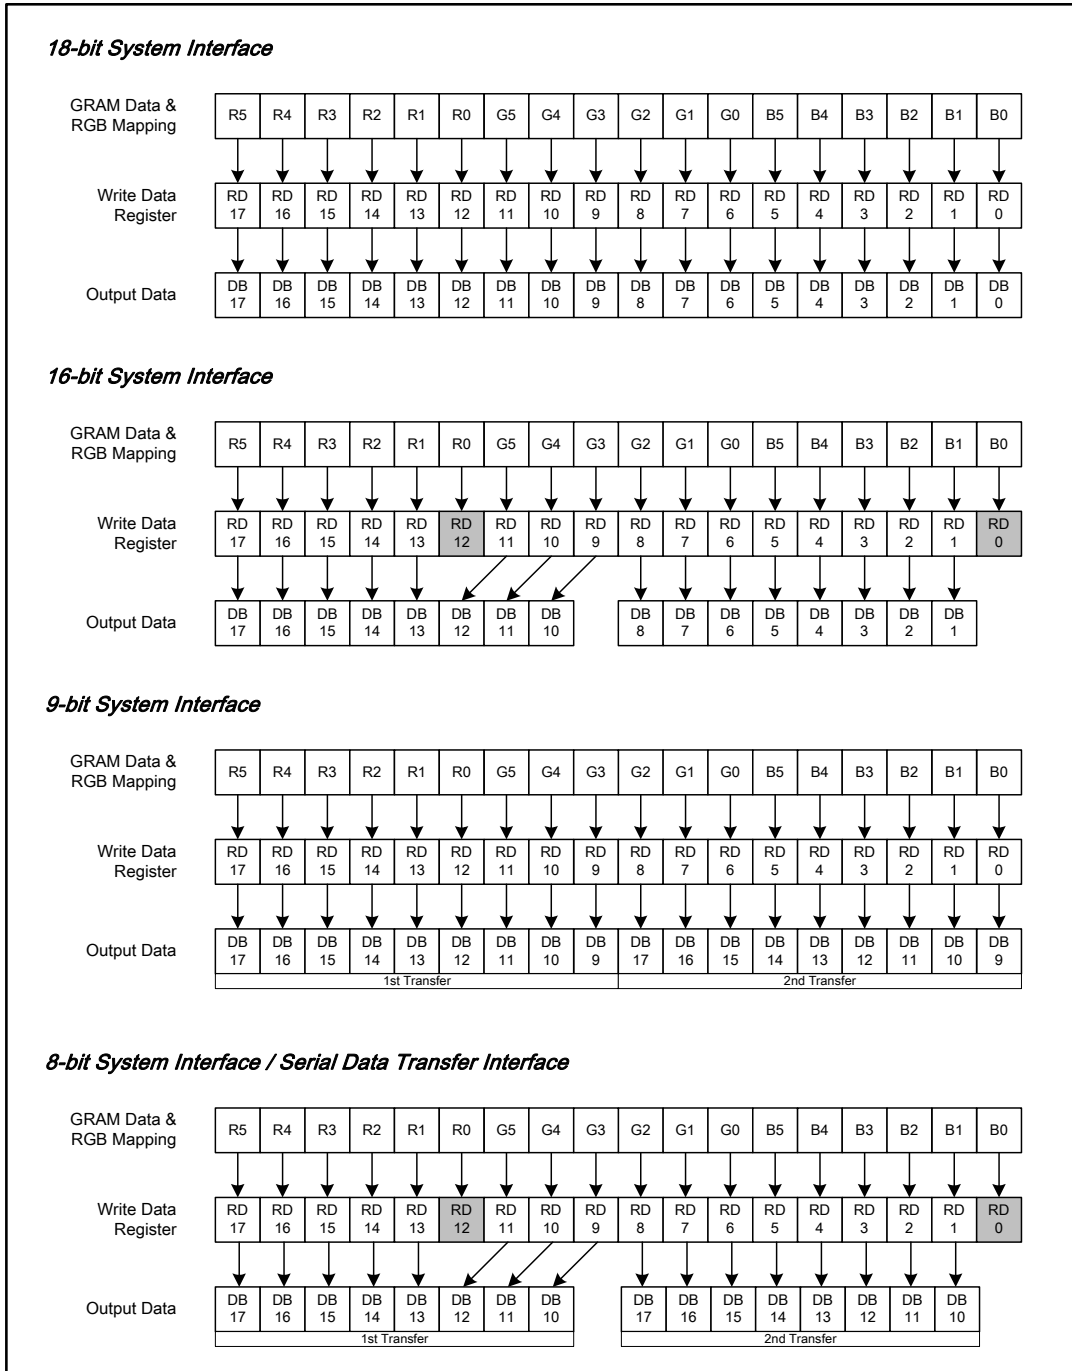 18-bit System Interface
GRAM Data &
RGB Mapping
R5 R4 R3 R2 R1 R0 G5 G4 G3 G2 G1 G0 B5 B4 B3 B2 B1 B0
Write Data
Register
RD RD RD RD RD RD RD RD RD RD RD RD RD RD RD RD RD RD
17 16 15 14 13 12 11 10 9 8 7 6 5 4 3 2 1 0
Output Data
DB DB DB DB DB DB DB DB DB DB DB DB DB DB DB DB DB DB
17 16 15 14 13 12 11 10 9 8 7 6 5 4 3 2 1 0
16-bit System Interface
GRAM Data &
RGB Mapping
R5 R4 R3 R2 R1 R0 G5 G4 G3 G2 G1 G0 B5 B4 B3 B2 B1 B0
Write Data
Register
RD RD RD RD RD RD RD RD RD RD RD RD RD RD RD RD RD RD
17 16 15 14 13 12 11 10 9 8 7 6 5 4 3 2 1 0
Output Data
DB DB DB DB DB DB DB DB DB DB DB DB DB DB DB DB
17 16 15 14 13 12 11 10 8 7 6 5 4 3 2 1
9-bit System Interface
GRAM Data &
RGB Mapping
R5 R4 R3 R2 R1 R0 G5 G4 G3 G2 G1 G0 B5 B4 B3 B2 B1 B0
Write Data
Register
RD RD RD RD RD RD RD RD RD RD RD RD RD RD RD RD RD RD
17 16 15 14 13 12 11 10 9 8 7 6 5 4 3 2 1 0
Output Data
DB DB DB DB DB DB DB DB DB DB DB DB DB DB DB DB DB DB
17 16 15 14 13 12 11 10 9 17 16 15 14 13 12 11 10 9
1st Transfer 2nd Transfer
8-bit System Interface / Serial Data Transfer Interface
GRAM Data &
RGB Mapping
R5 R4 R3 R2 R1 R0 G5 G4 G3 G2 G1 G0 B5 B4 B3 B2 B1 B0
Write Data
Register
RD RD RD RD RD RD RD RD RD RD RD RD RD RD RD RD RD RD
17 16 15 14 13 12 11 10 9 8 7 6 5 4 3 2 1 0
Output Data
DB DB DB DB DB DB DB DB DB DB DB DB DB DB DB DB
17 16 15 14 13 12 11 10 17 16 15 14 13 12 11 10
1st Transfer 2nd Transfer